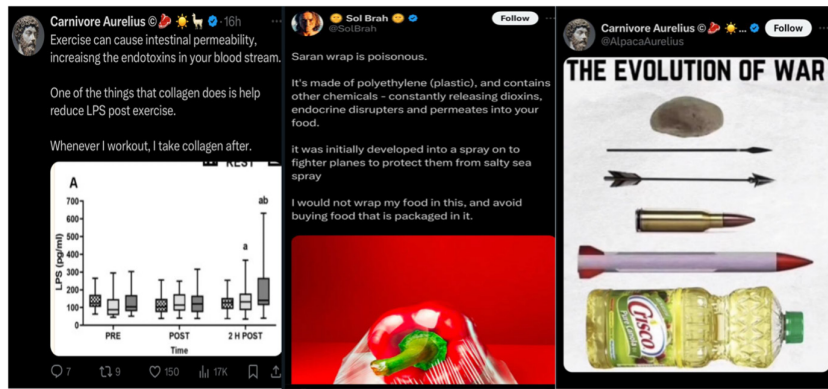 Carnivore Aurelius © 16h
Exercise can cause intestinal permeability,
increaisng the endotoxins in your blood stream.
One of the things that collagen does is help
reduce LPS post exercise.
Whenever I workout, I take collagen after.
REST
A
LPS (pg/ml)
700
600
500
400
300
200
100
0
a
ab
PRE POST 2 H POST
Time
7 9 150 17K
Sol Brah
@SolBrah
Follow
Saran wrap is poisonous.
It's made of polyethylene (plastic), and contains
other chemicals - constantly releasing dioxins,
endocrine disrupters and permeates into your
food.
it was initially developed into a spray on to
fighter planes to protect them from salty sea
spray
I would not wrap my food in this, and avoid
buying food that is packaged in it.
Carnivore Aurelius © ...
@AlpacaAurelius
Follow
THE EVOLUTION OF WAR
Crisco